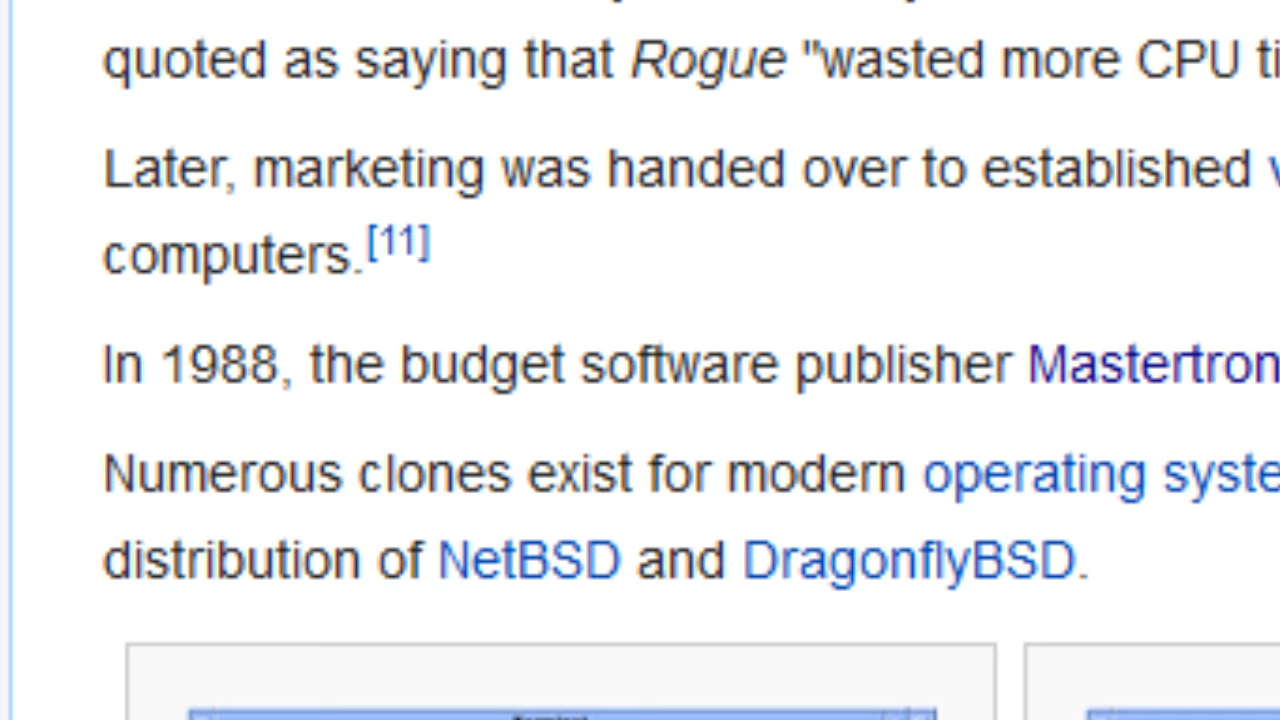 quoted as saying that Rogue "wasted more CPU ti
Later, marketing was handed over to established
computers.[11]
In 1988, the budget software publisher Mastertron
Numerous clones exist for modern operating syste
distribution of NetBSD and DragonflyBSD.